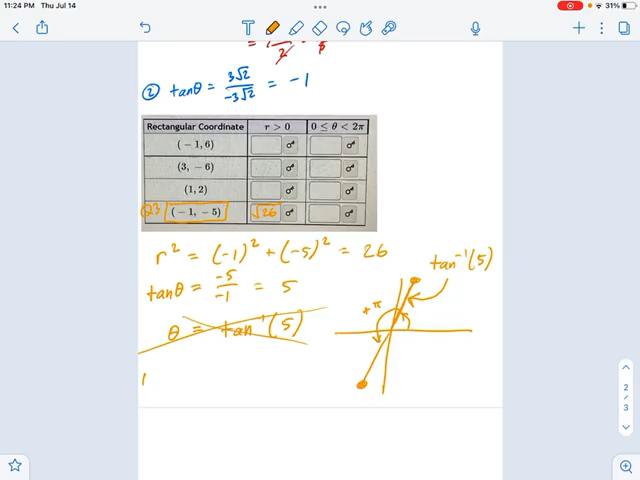 11:24 PM Thu Jul 14
31%
② tanθ = 3√2 / -3√2 = -1
Rectangular Coordinate r > 0 0 ≤ θ < 2π
(−1, 6)
(3, −6)
(1, 2)
Q3 (−1, −5) √26
r² = (-1)² + (-5)² = 26
tanθ = -5 / -1 = 5
tan⁻¹(5)
+π
θ = tan⁻¹(5)
2
/
3